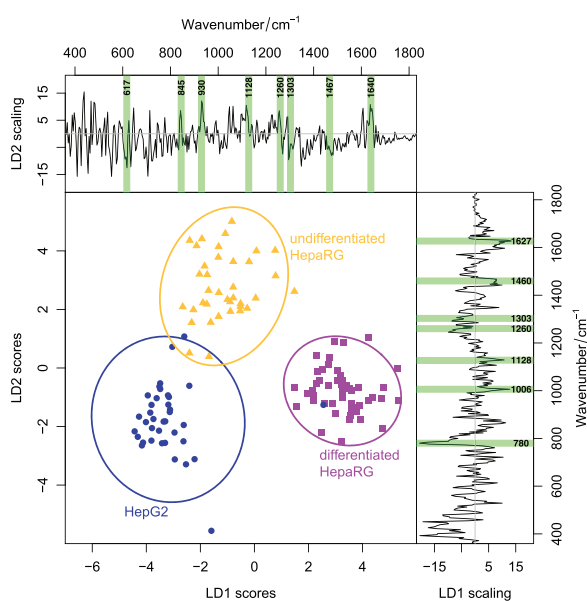 Wavenumber/cm⁻¹
400 600 800 1000 1200 1400 1600 1800
617 845 930 1128 1260 1303 1467 1640
LD2 scaling
15
5
−15
undifferentiated
HepaRG
differentiated
HepaRG
HepG2
LD2 scores
4
2
0
−2
−4
−6 −4 −2 0 2 4 6
LD1 scores
1627
1460
1303
1260
1128
1006
780
1800
1600
1400
1200
1000
800
600
400
Wavenumber/cm⁻¹
−15 5 15
LD1 scaling